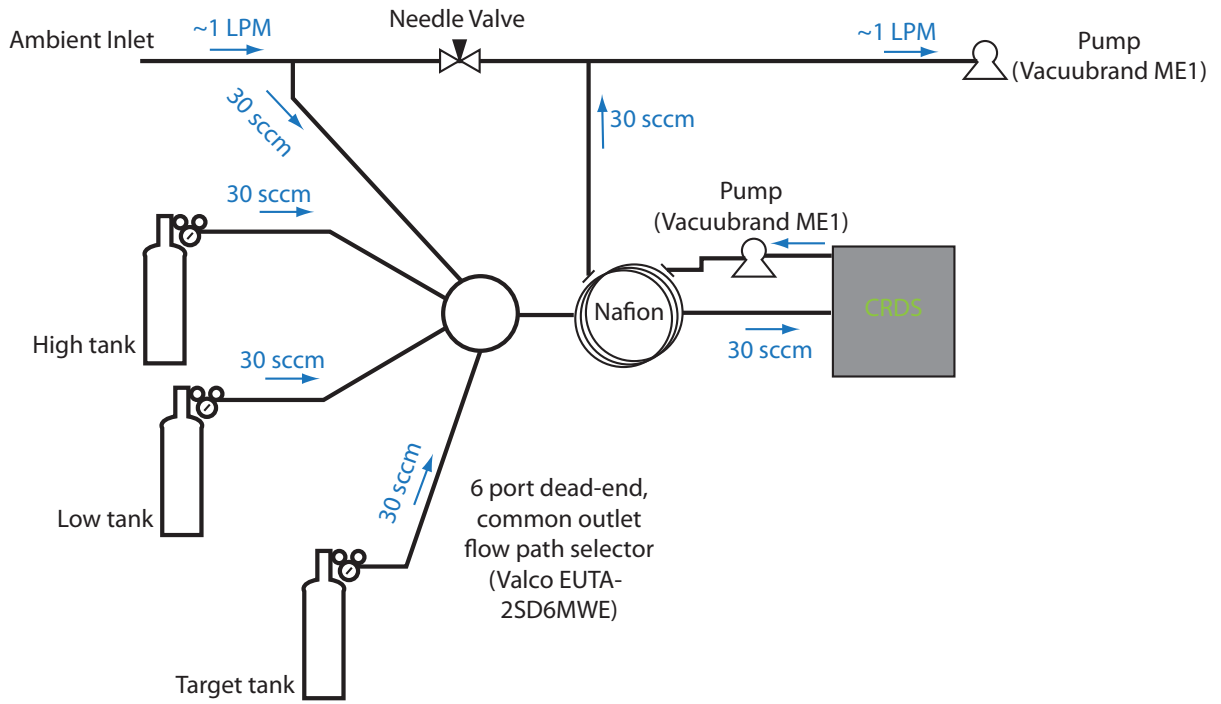 Needle Valve
~1 LPM
~1 LPM
Ambient Inlet
Pump
(Vacuubrand ME1)
30 sccm
30 sccm
30 sccm
Pump
(Vacuubrand ME1)
Nafion
CRDS
High tank
30 sccm
30 sccm
Low tank
30 sccm
6 port dead-end,
common outlet
flow path selector
(Valco EUTA-
2SD6MWE)
Target tank